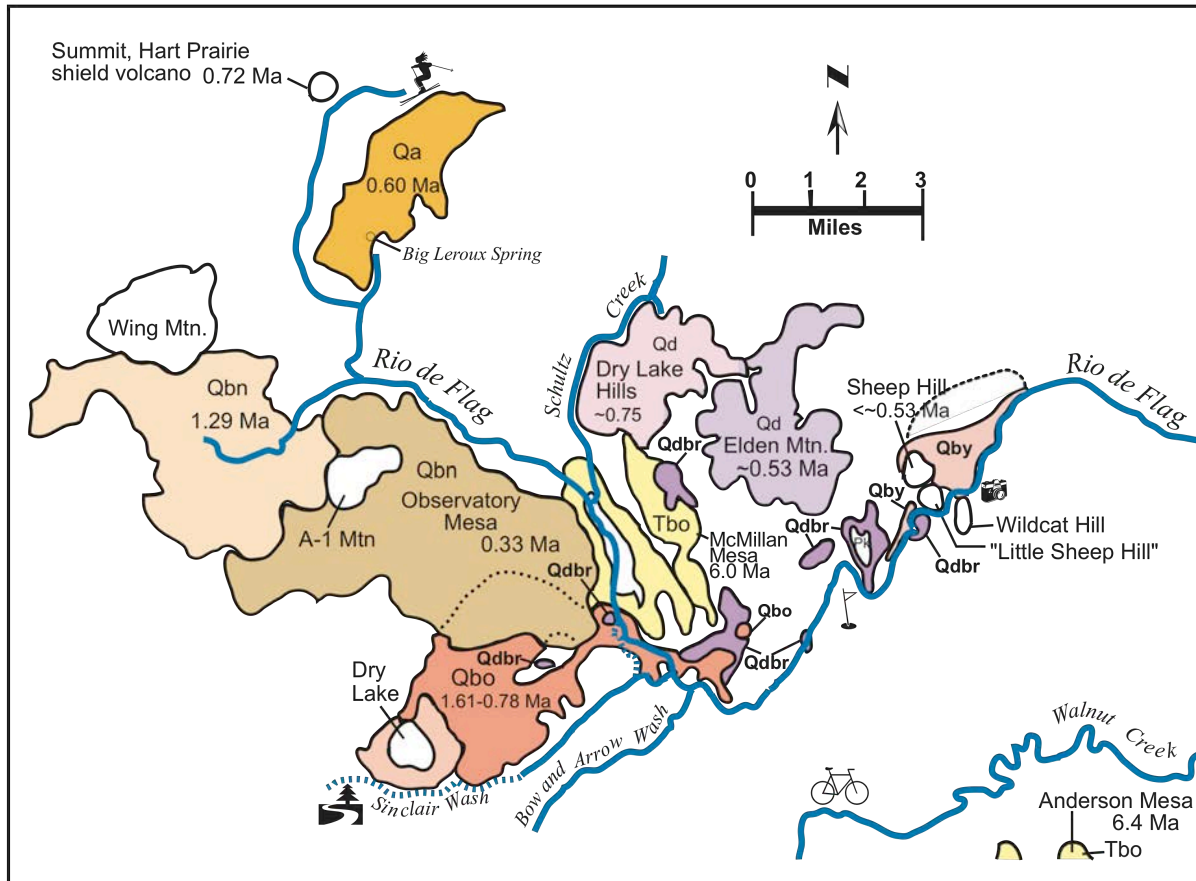 Summit, Hart Prairie
shield volcano 0.72 Ma
N
0 1 2 3
Miles
Qa
0.60 Ma
Big Leroux Spring
Wing Mtn.
Qbn
1.29 Ma
Rio de Flag
Schultz
Creek
Qd
Dry Lake
Hills
~0.75
Qd
Elden Mtn.
~0.53 Ma
Sheep Hill
<~0.53 Ma
Rio de Flag
Qby
Qby
Wildcat Hill
"Little Sheep Hill"
Qdbr
Qdbr
Pk
Qdbr
Qbn
Observatory
Mesa
0.33 Ma
A-1 Mtn
Tbo
McMillan
Mesa
6.0 Ma
Qdbr
Qbo
Qdbr
Qdbr
Qbo
1.61-0.78 Ma
Dry
Lake
Sinclair Wash
Bow and Arrow Wash
Walnut
Creek
Anderson Mesa
6.4 Ma
Tbo